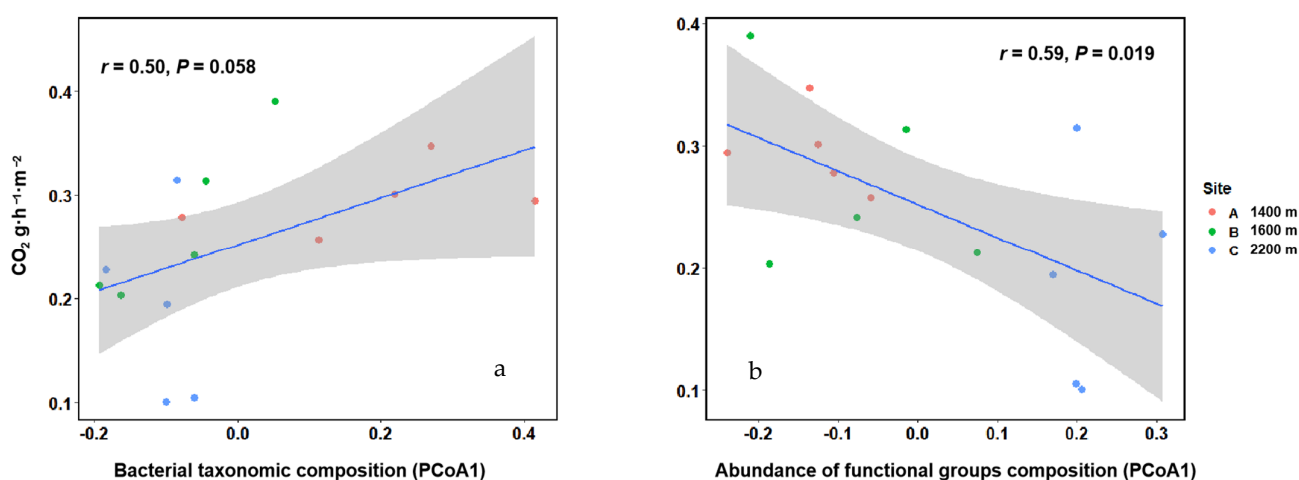 r = 0.50, P = 0.058
CO₂ g·h⁻¹·m⁻²
0.4
0.3
0.2
0.1
a
-0.2 0.0 0.2 0.4
Bacterial taxonomic composition (PCoA1)
r = 0.59, P = 0.019
0.4
0.3
0.2
0.1
b
-0.2 -0.1 0.0 0.1 0.2 0.3
Abundance of functional groups composition (PCoA1)
Site
A 1400 m
B 1600 m
C 2200 m